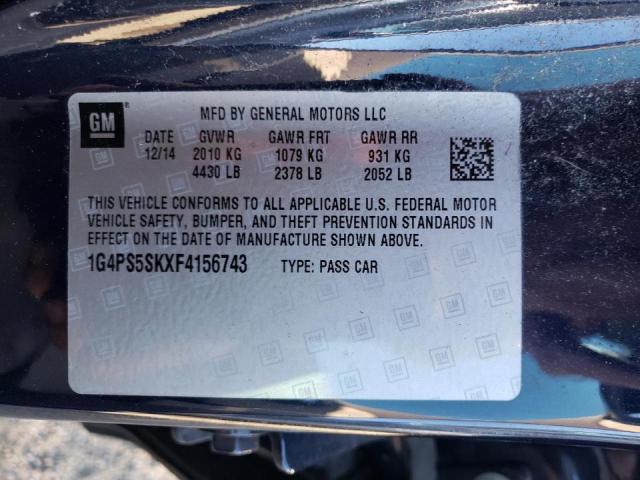 GM
MFD BY GENERAL MOTORS LLC
DATE GVWR GAWR FRT GAWR RR
12/14 2010 KG 1079 KG 931 KG
4430 LB 2378 LB 2052 LB
THIS VEHICLE CONFORMS TO ALL APPLICABLE U.S. FEDERAL MOTOR
VEHICLE SAFETY, BUMPER, AND THEFT PREVENTION STANDARDS IN
EFFECT ON THE DATE OF MANUFACTURE SHOWN ABOVE.
1G4PS5SKXF4156743 TYPE: PASS CAR